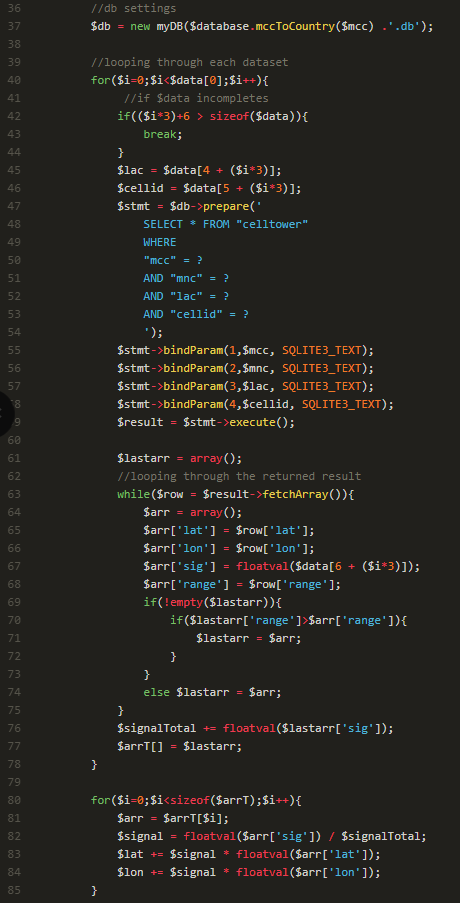 36 //db settings
37 $db = new myDB($database.mccToCountry($mcc) .'.db');
38
39 //looping through each dataset
40 for($i=0;$i<$data[0];$i++){
41 //if $data incompletes
42 if(($i*3)+6 > sizeof($data)){
43 break;
44 }
45 $lac = $data[4 + ($i*3)];
46 $cellid = $data[5 + ($i*3)];
47 $stmt = $db->prepare('
48 SELECT * FROM "celltower"
49 WHERE
50 "mcc" = ?
51 AND "mnc" = ?
52 AND "lac" = ?
53 AND "cellid" = ?
54 ');
55 $stmt->bindParam(1,$mcc, SQLITE3_TEXT);
56 $stmt->bindParam(2,$mnc, SQLITE3_TEXT);
57 $stmt->bindParam(3,$lac, SQLITE3_TEXT);
8 $stmt->bindParam(4,$cellid, SQLITE3_TEXT);
9 $result = $stmt->execute();
60
61 $lastarr = array();
62 //looping through the returned result
63 while($row = $result->fetchArray()){
64 $arr = array();
65 $arr['lat'] = $row['lat'];
66 $arr['lon'] = $row['lon'];
67 $arr['sig'] = floatval($data[6 + ($i*3)]);
68 $arr['range'] = $row['range'];
69 if(!empty($lastarr)){
70 if($lastarr['range']>$arr['range']){
71 $lastarr = $arr;
72 }
73 }
74 else $lastarr = $arr;
75 }
76 $signalTotal += floatval($lastarr['sig']);
77 $arrT[] = $lastarr;
78 }
79
80 for($i=0;$i<sizeof($arrT);$i++){
81 $arr = $arrT[$i];
82 $signal = floatval($arr['sig']) / $signalTotal;
83 $lat += $signal * floatval($arr['lat']);
84 $lon += $signal * floatval($arr['lon']);
85 }